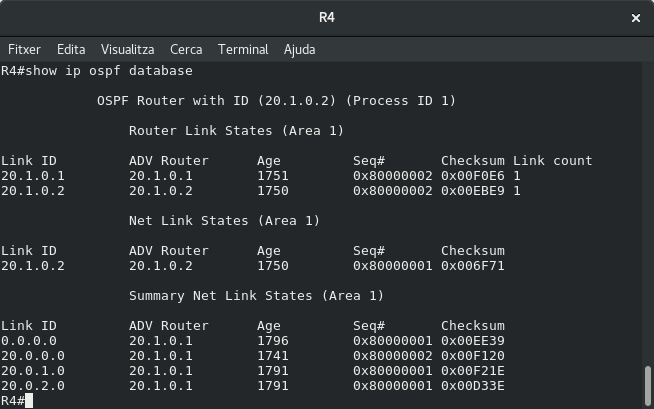 R4
Fitxer Edita Visualitza Cerca Terminal Ajuda
R4#show ip ospf database
OSPF Router with ID (20.1.0.2) (Process ID 1)
Router Link States (Area 1)
Link ID ADV Router Age Seq# Checksum Link count
20.1.0.1 20.1.0.1 1751 0x80000002 0x00F0E6 1
20.1.0.2 20.1.0.2 1750 0x80000002 0x00EBE9 1
Net Link States (Area 1)
Link ID ADV Router Age Seq# Checksum
20.1.0.2 20.1.0.2 1750 0x80000001 0x006F71
Summary Net Link States (Area 1)
Link ID ADV Router Age Seq# Checksum
0.0.0.0 20.1.0.1 1796 0x80000001 0x00EE39
20.0.0.0 20.1.0.1 1741 0x80000002 0x00F120
20.0.1.0 20.1.0.1 1791 0x80000001 0x00F21E
20.0.2.0 20.1.0.1 1791 0x80000001 0x00D33E
R4#